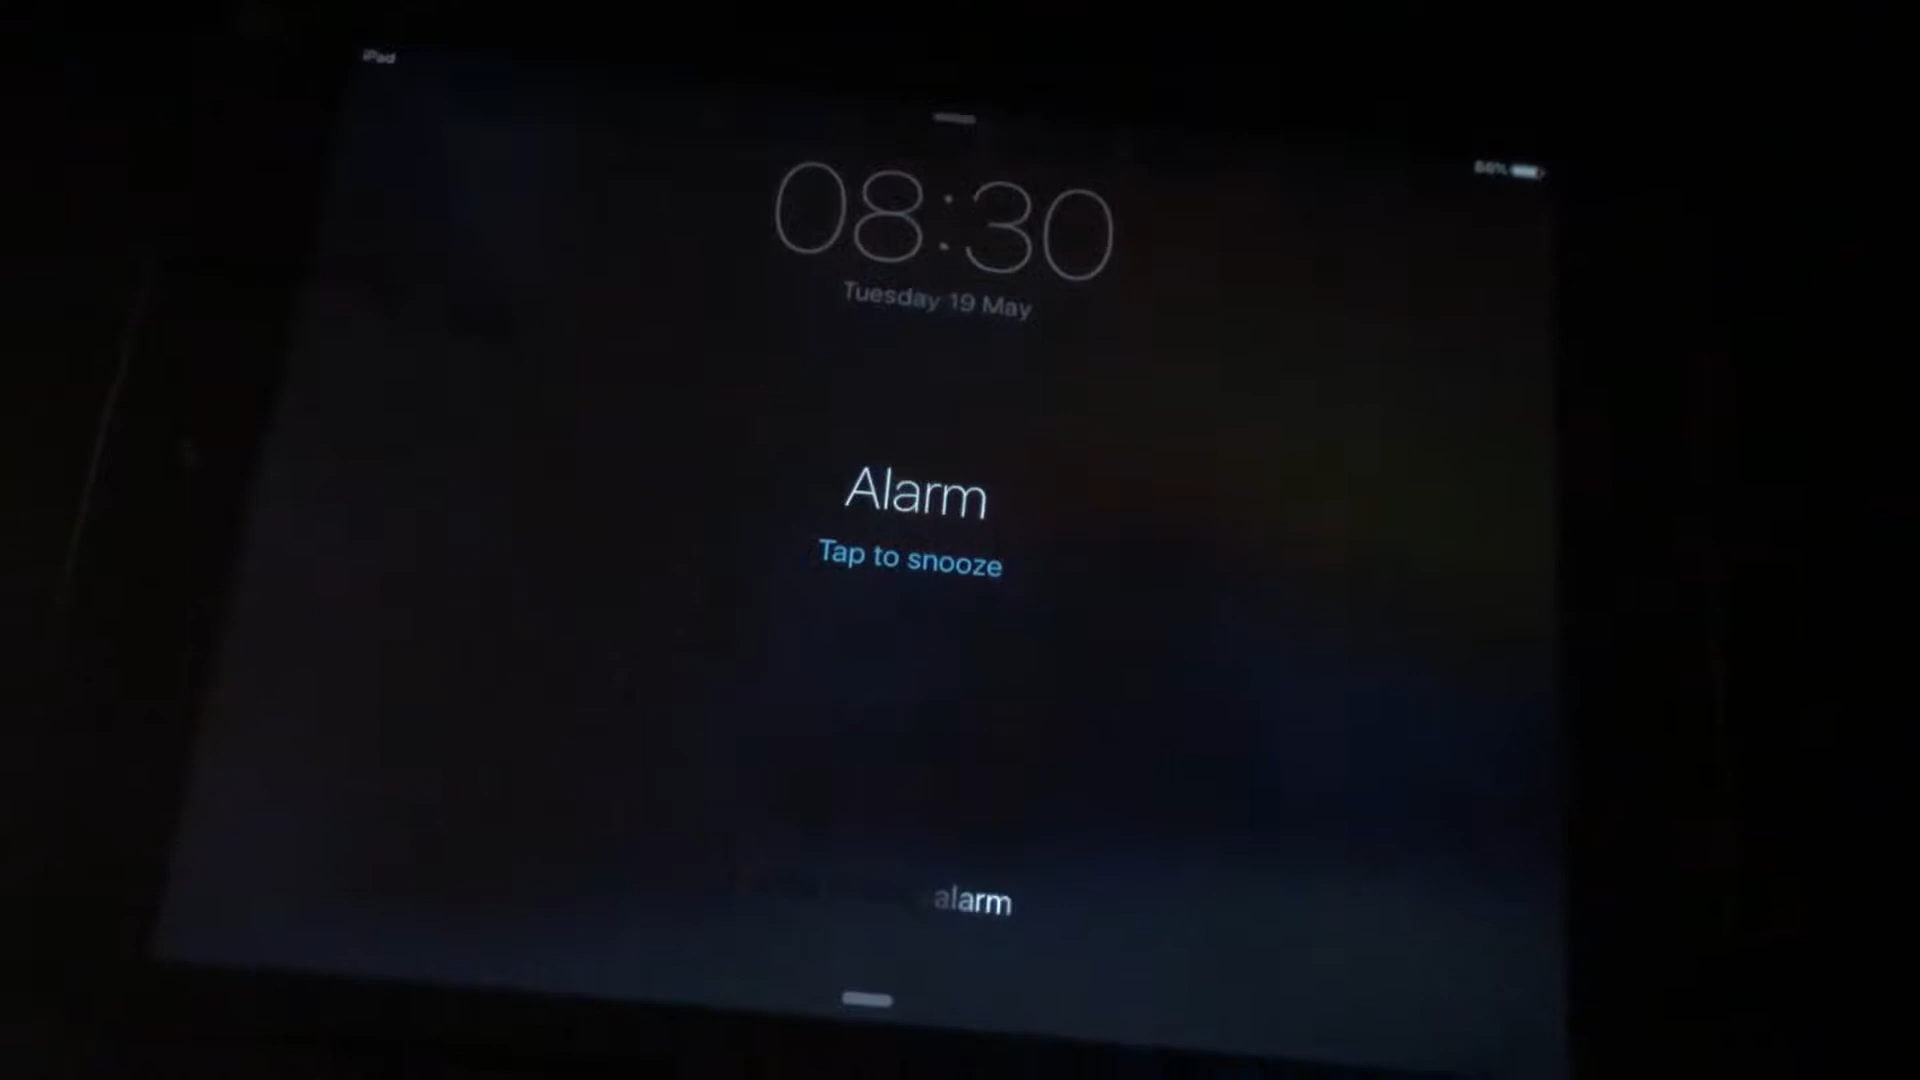 iPad
08:30
Tuesday 19 May
Alarm
Tap to snooze
alarm